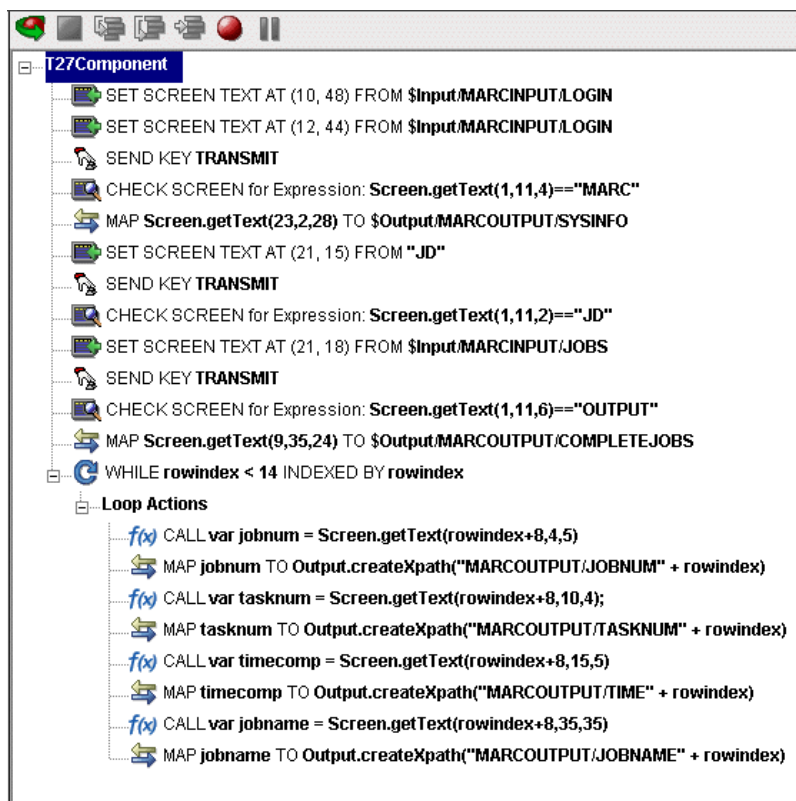 T27Component
SET SCREEN TEXT AT (10, 48) FROM $Input/MARCINPUT/LOGIN
SET SCREEN TEXT AT (12, 44) FROM $Input/MARCINPUT/LOGIN
SEND KEY TRANSMIT
CHECK SCREEN for Expression: Screen.getText(1,11,4)=="MARC"
MAP Screen.getText(23,2,28) TO $Output/MARCOUTPUT/SYSINFO
SET SCREEN TEXT AT (21, 15) FROM "JD"
SEND KEY TRANSMIT
CHECK SCREEN for Expression: Screen.getText(1,11,2)=="JD"
SET SCREEN TEXT AT (21, 18) FROM $Input/MARCINPUT/JOBS
SEND KEY TRANSMIT
CHECK SCREEN for Expression: Screen.getText(1,11,6)=="OUTPUT"
MAP Screen.getText(9,35,24) TO $Output/MARCOUTPUT/COMPLETEJOBS
WHILE rowindex < 14 INDEXED BY rowindex
Loop Actions
f(x) CALL var jobnum = Screen.getText(rowindex+8,4,5)
MAP jobnum TO Output.createXpath("MARCOUTPUT/JOBNUM" + rowindex)
f(x) CALL var tasknum = Screen.getText(rowindex+8,10,4);
MAP tasknum TO Output.createXpath("MARCOUTPUT/TASKNUM" + rowindex)
f(x) CALL var timecomp = Screen.getText(rowindex+8,15,5)
MAP timecomp TO Output.createXpath("MARCOUTPUT/TIME" + rowindex)
f(x) CALL var jobname = Screen.getText(rowindex+8,35,35)
MAP jobname TO Output.createXpath("MARCOUTPUT/JOBNAME" + rowindex)